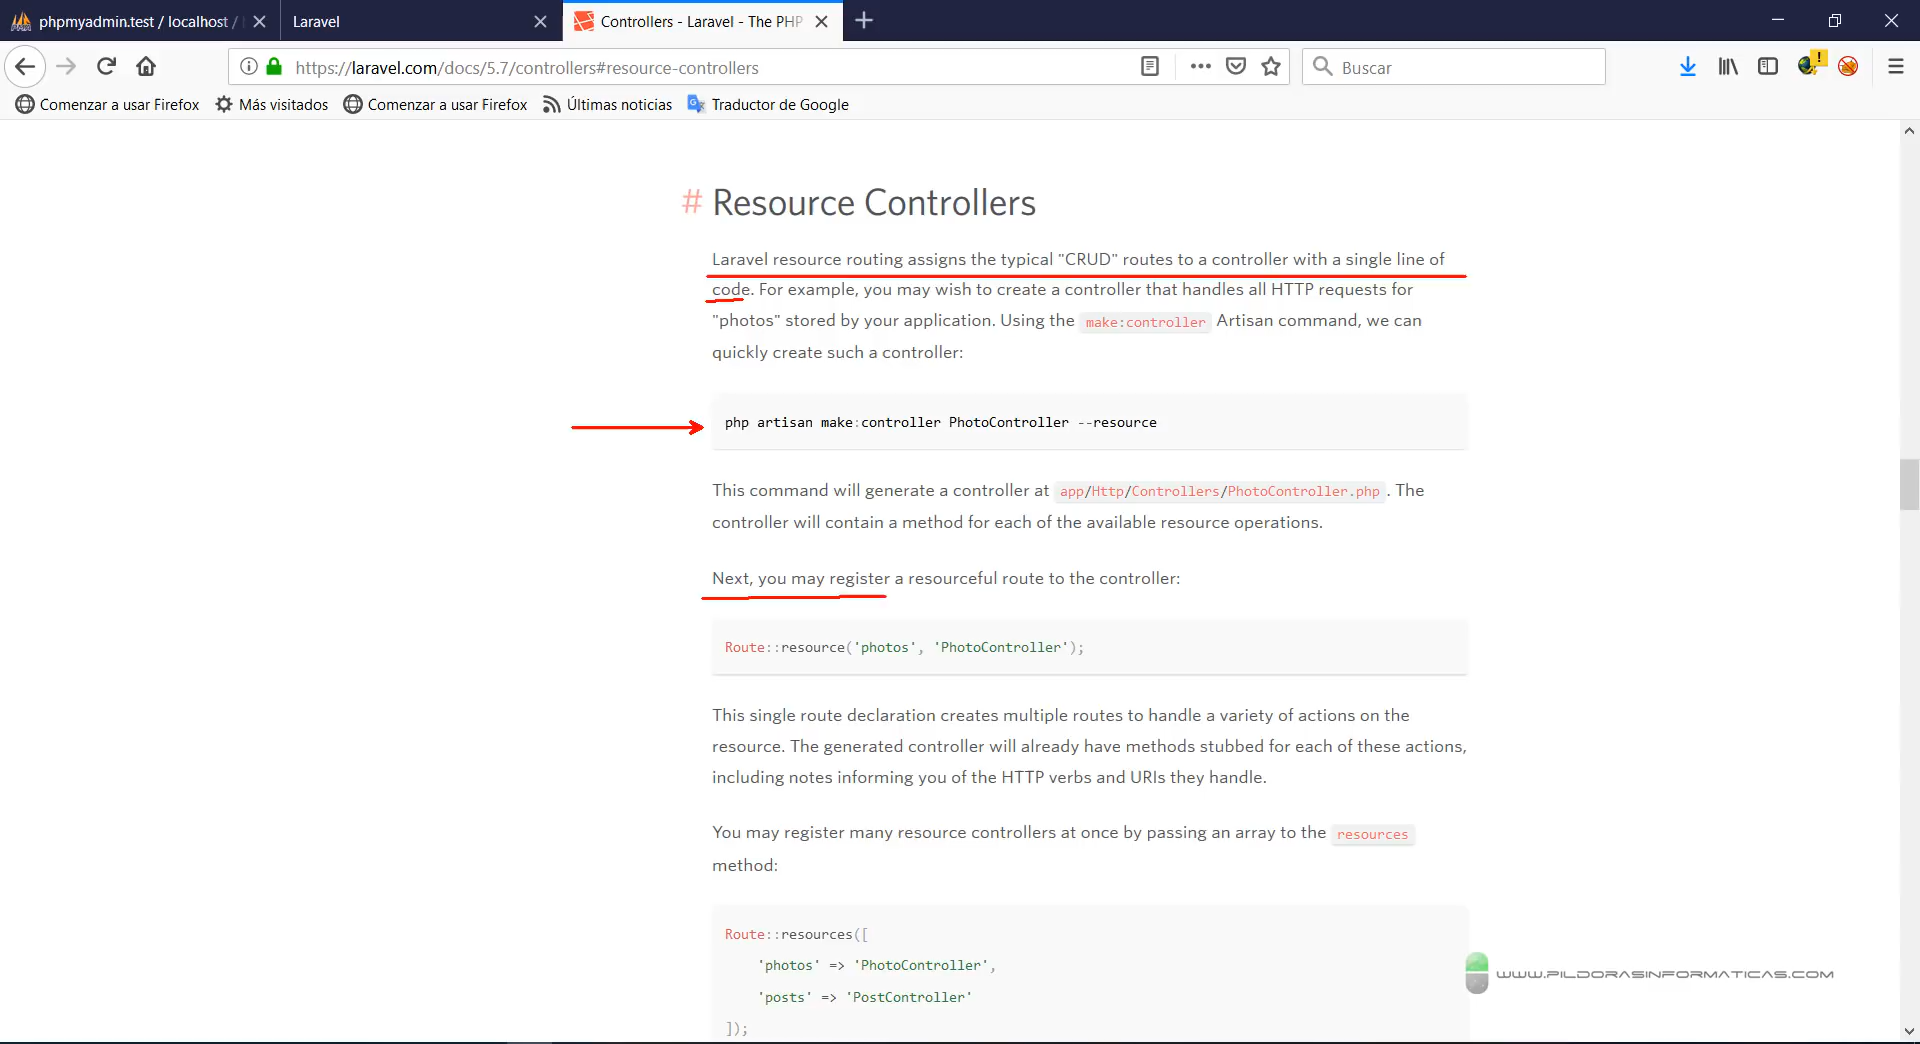 phpmyadmin.test / localhost /
Laravel
Controllers - Laravel - The PHP
https://laravel.com/docs/5.7/controllers#resource-controllers
Buscar
Comenzar a usar Firefox
Más visitados
Comenzar a usar Firefox
Últimas noticias
Traductor de Google
# Resource Controllers
Laravel resource routing assigns the typical "CRUD" routes to a controller with a single line of
code. For example, you may wish to create a controller that handles all HTTP requests for
"photos" stored by your application. Using the make:controller Artisan command, we can
quickly create such a controller:
php artisan make:controller PhotoController --resource
This command will generate a controller at app/Http/Controllers/PhotoController.php. The
controller will contain a method for each of the available resource operations.
Next, you may register a resourceful route to the controller:
Route::resource('photos', 'PhotoController');
This single route declaration creates multiple routes to handle a variety of actions on the
resource. The generated controller will already have methods stubbed for each of these actions,
including notes informing you of the HTTP verbs and URIs they handle.
You may register many resource controllers at once by passing an array to the resources
method:
Route::resources([
'photos' => 'PhotoController',
'posts' => 'PostController'
]);
WWW.PILDORASINFORMATICAS.COM